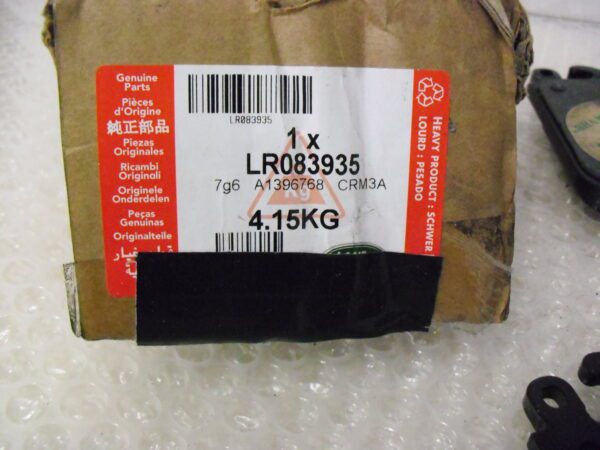 Genuine
Parts
Pièces
d'Origine
純正部品
Piezas
Originales
Ricambi
Originali
Originele
Onderdelen
Peças
Genuinas
Originalteile
LR083935
1 x
LR083935
7g6 A1396768 CRM3A
Kg
4.15KG
HEAVY PRODUCT : SCHWER
LOURD : PESADO